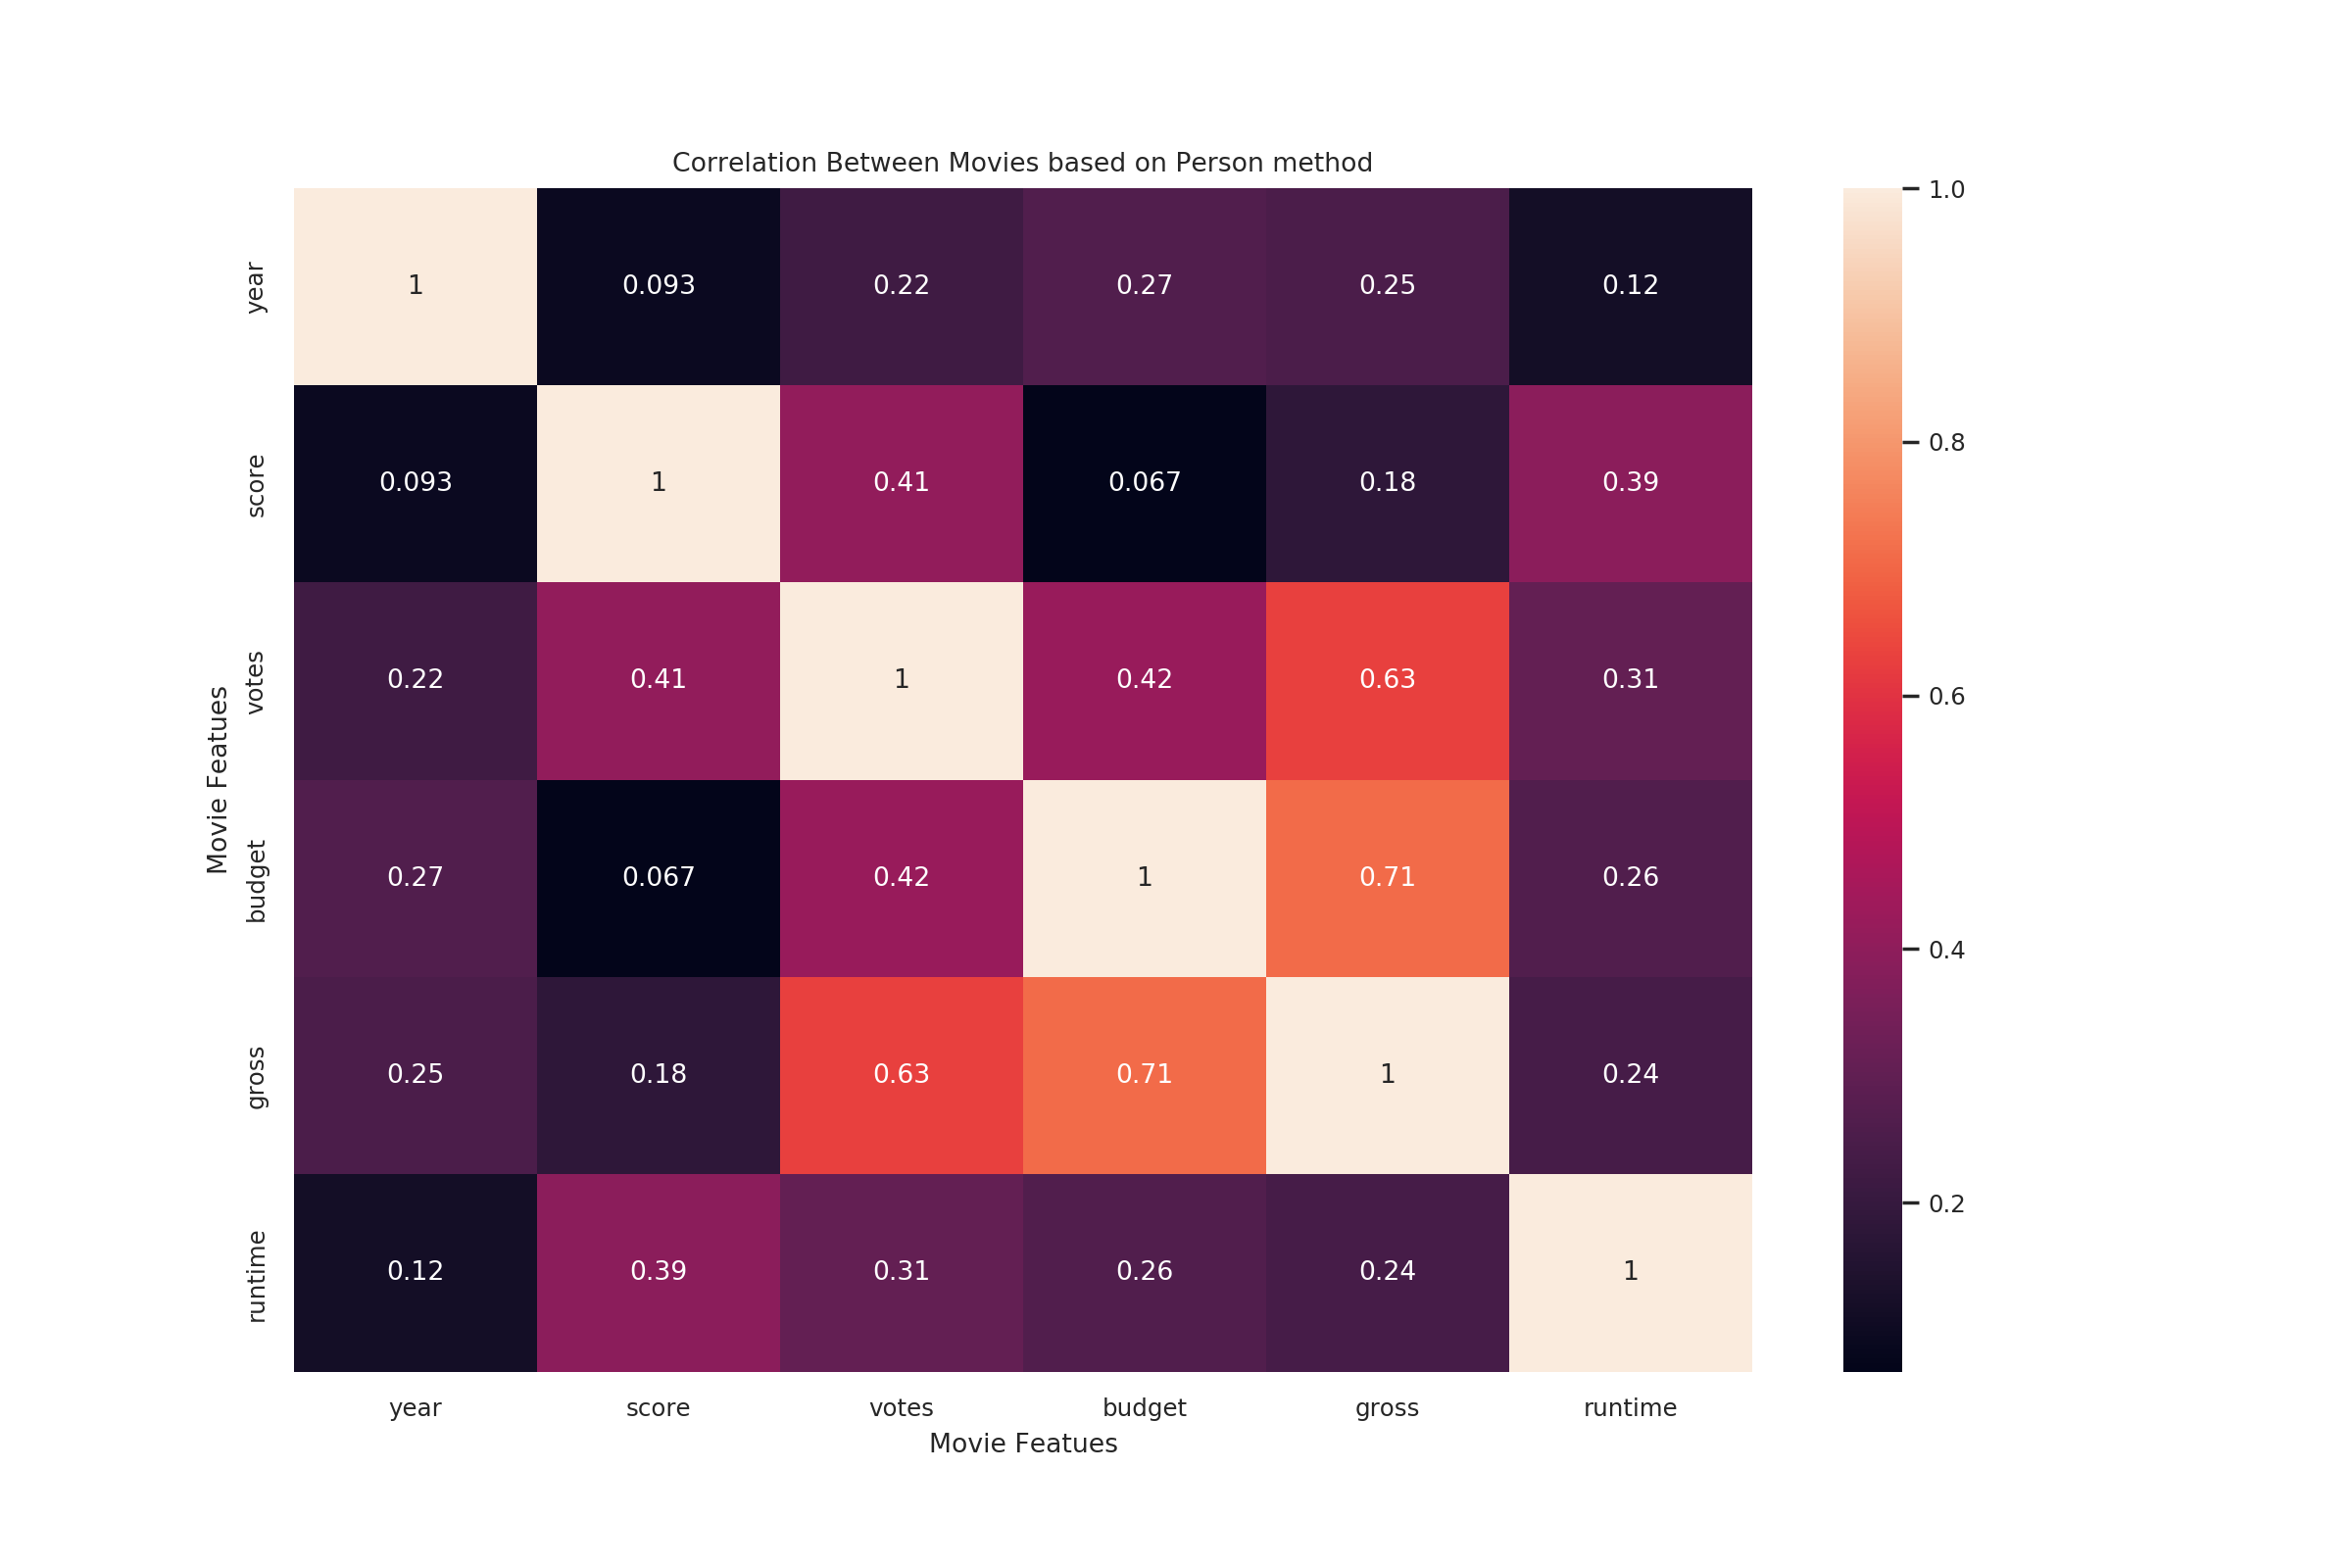 Correlation Between Movies based on Person method
1 0.093 0.22 0.27 0.25 0.12
0.093 1 0.41 0.067 0.18 0.39
0.22 0.41 1 0.42 0.63 0.31
0.27 0.067 0.42 1 0.71 0.26
0.25 0.18 0.63 0.71 1 0.24
0.12 0.39 0.31 0.26 0.24 1
year
score
votes
budget
gross
runtime
Movie Featues
year score votes budget gross runtime
Movie Featues
1.0
0.8
0.6
0.4
0.2